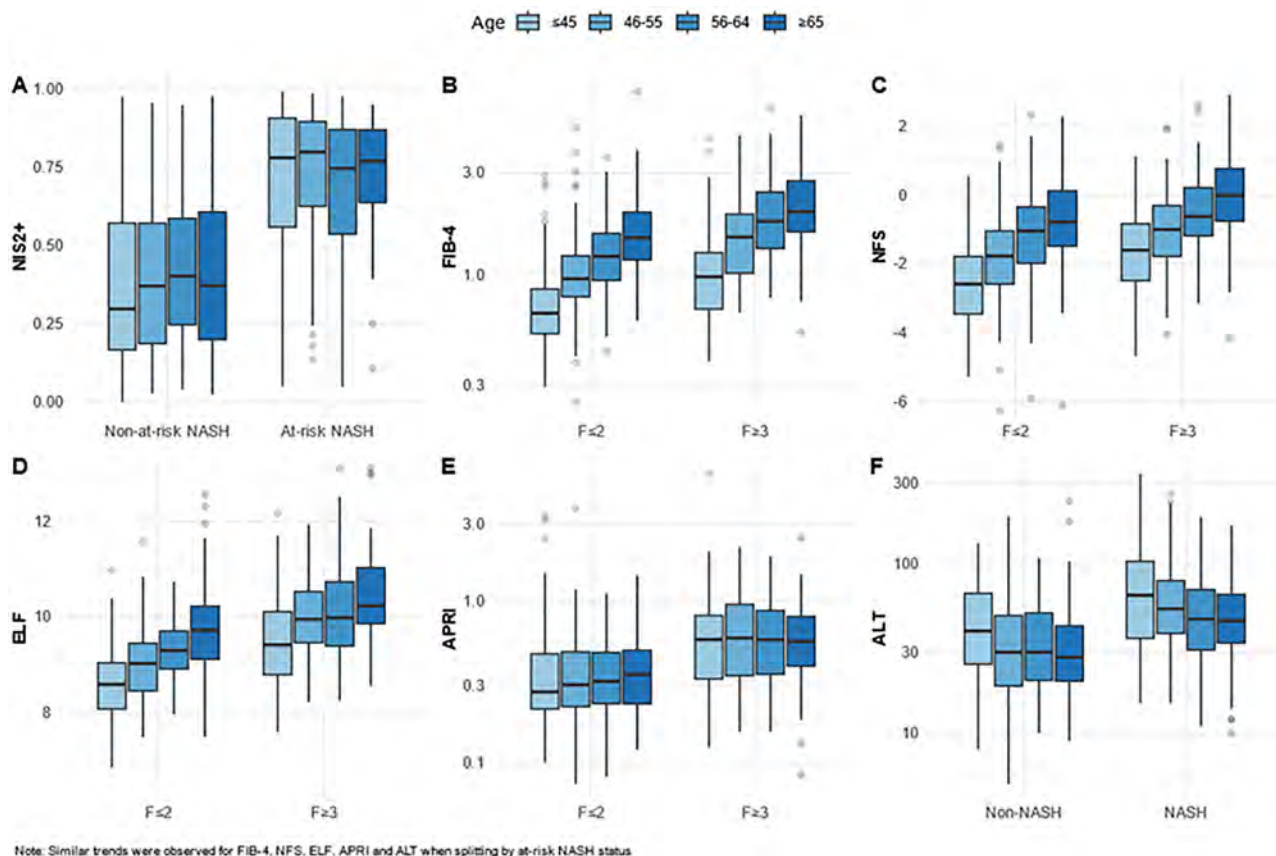 Age ≤45 46-55 56-64 ≥65
A
NIS2+
1.00
0.75
0.50
0.25
0.00
Non-at-risk NASH At-risk NASH
B
FIB-4
3.0
1.0
0.3
F≤2 F≥3
C
NFS
2
0
-2
-4
-6
F≤2 F≥3
D
ELF
12
10
8
F≤2 F≥3
E
APRI
3.0
1.0
0.3
0.1
F≤2 F≥3
F
ALT
300
100
30
10
Non-NASH NASH
Note: Similar trends were observed for FIB-4, NFS, ELF, APRI and ALT when splitting by at-risk NASH status